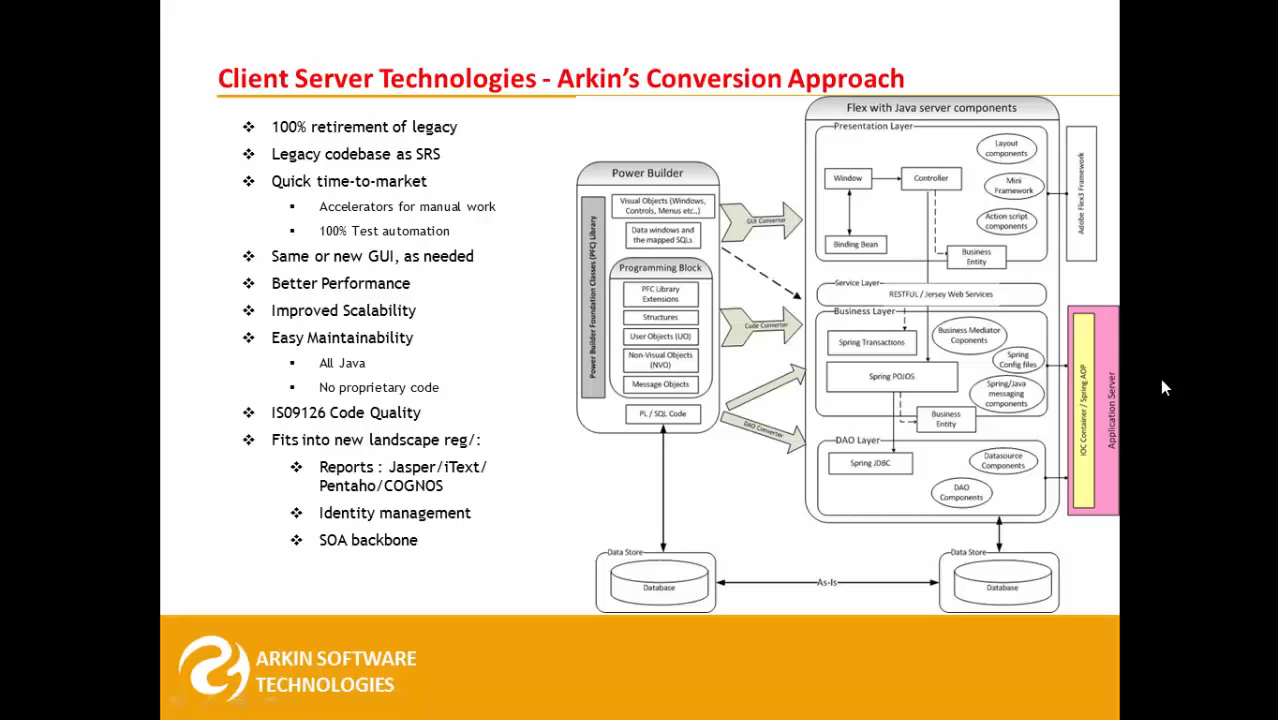 Client Server Technologies - Arkin's Conversion Approach
100% retirement of legacy
Legacy codebase as SRS
Quick time-to-market
Accelerators for manual work
100% Test automation
Same or new GUI, as needed
Better Performance
Improved Scalability
Easy Maintainability
All Java
No proprietary code
IS09126 Code Quality
Fits into new landscape reg/:
Reports : Jasper/iText/
Pentaho/COGNOS
Identity management
SOA backbone
Power Builder
Power Builder Foundation Classes (PFC) Library
Visual Objects (Windows,
Controls, Menus etc.,)
Data windows and
the mapped SQLs
Programming Block
PFC Library
Extensions
Structures
User Objects (UO)
Non-Visual Objects
(NVO)
Message Objects
PL / SQL Code
GUI Converter
Code Converter
DAO Converter
Flex with Java server components
Presentation Layer
Layout
components
Window
Controller
Mini
Framework
Action script
components
Binding Bean
Business
Entity
Adobe Flex3 Framework
Service Layer
RESTFUL / Jersey Web Services
Business Layer
Spring Transactions
Business Mediator
Coponents
Spring
Config files
Spring POJOS
Spring/Java
messaging
components
Business
Entity
IOC Container / Spring AOP
Application Server
DAO Layer
Spring JDBC
Datasource
Components
DAO
Components
Data Store
Database
As-Is
Data Store
Database
ARKIN SOFTWARE
TECHNOLOGIES